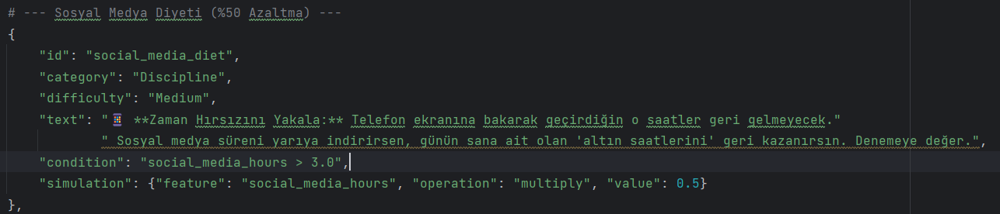 # --- Sosyal Medya Diyeti (%50 Azaltma) ---
{
"id": "social_media_diet",
"category": "Discipline",
"difficulty": "Medium",
"text": "📱 **Zaman Hırsızını Yakala:** Telefon ekranına bakarak geçirdiğin o saatler geri gelmeyecek."
" Sosyal medya süreni yarıya indirirsen, günün sana ait olan 'altın saatlerini' geri kazanırsın. Denemeye değer.",
"condition": "social_media_hours > 3.0",
"simulation": {"feature": "social_media_hours", "operation": "multiply", "value": 0.5}
},